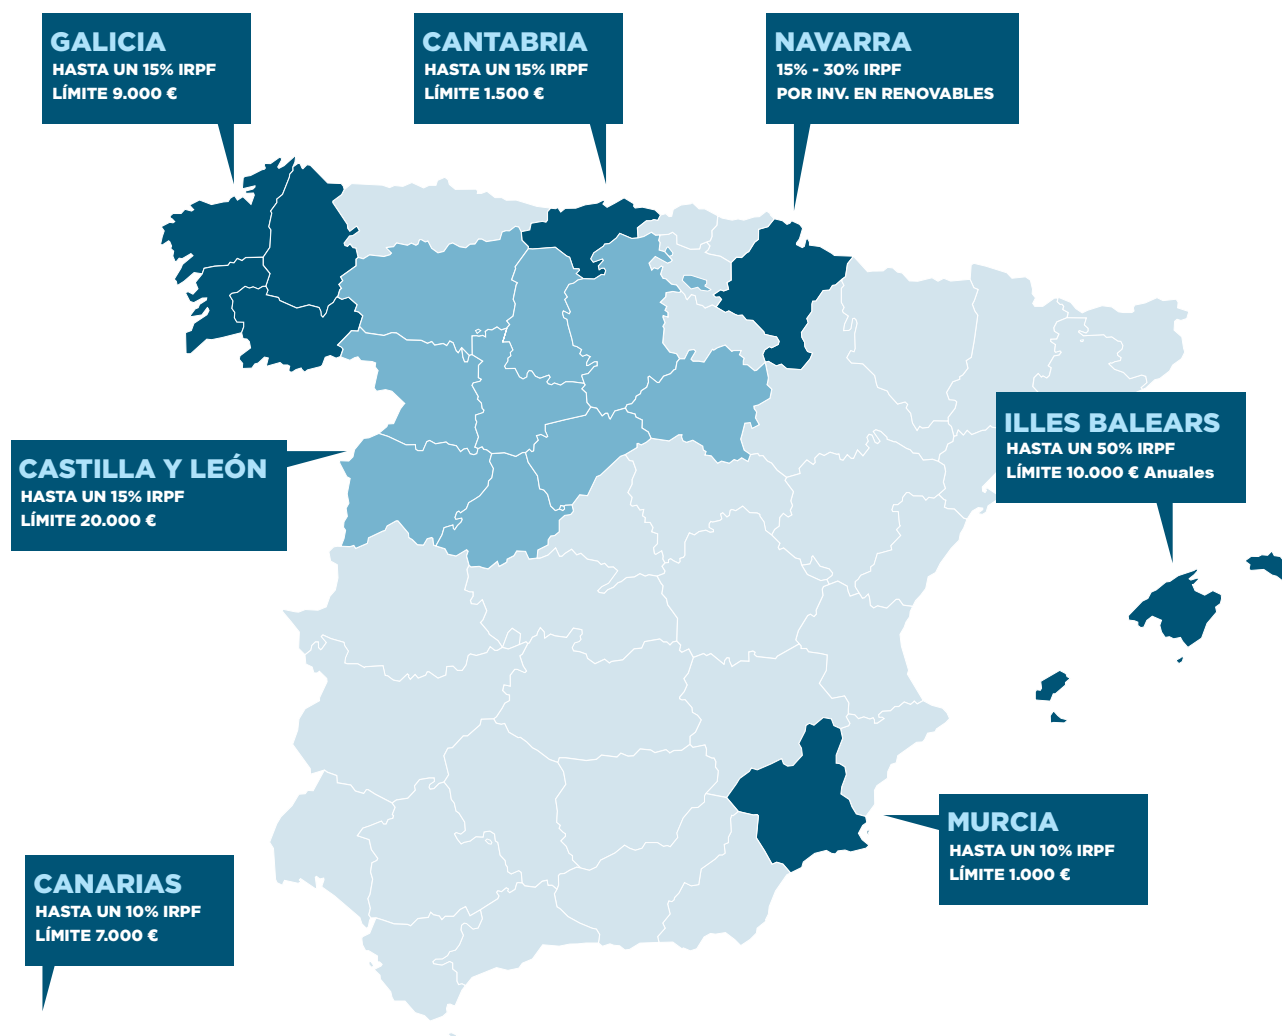 GALICIA
HASTA UN 15% IRPF
LÍMITE 9.000 €
CANTABRIA
HASTA UN 15% IRPF
LÍMITE 1.500 €
NAVARRA
15% - 30% IRPF
POR INV. EN RENOVABLES
ILLES BALEARS
HASTA UN 50% IRPF
LÍMITE 10.000 € Anuales
CASTILLA Y LEÓN
HASTA UN 15% IRPF
LÍMITE 20.000 €
MURCIA
HASTA UN 10% IRPF
LÍMITE 1.000 €
CANARIAS
HASTA UN 10% IRPF
LÍMITE 7.000 €